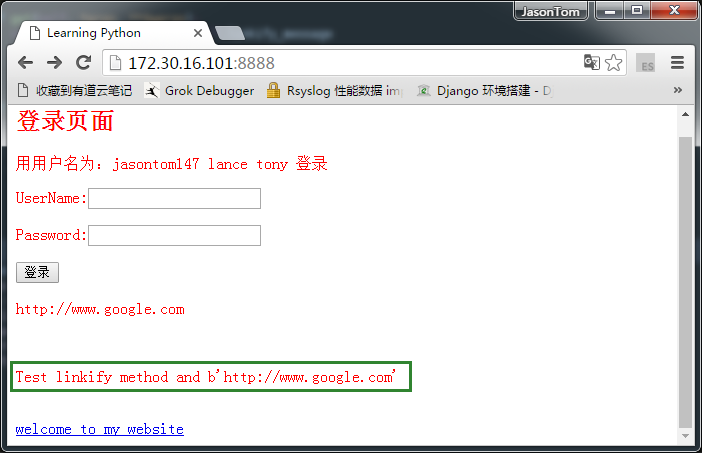 JasonTom
Learning Python
172.30.16.101:8888
ES
收藏到有道云笔记 Grok Debugger Rsyslog 性能数据 im Django 环境搭建 - D
登录页面
用用户名为: jasontom147 lance tony 登录
UserName:
Password:
登录
http://www.google.com
Test linkify method and b'http://www.google.com'
welcome to my website